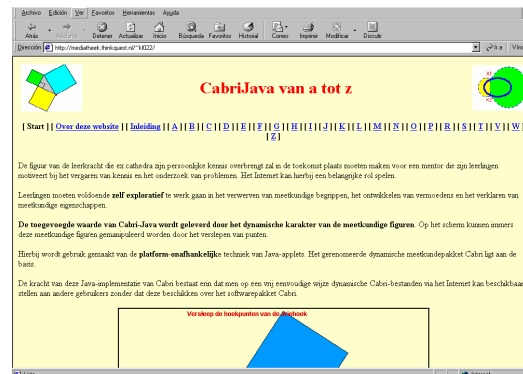 Archivo Edición Ver Favoritos Herramientas Ayuda
Atrás Adelante Detener Actualizar Inicio Búsqueda Favoritos Historial Correo Imprimir Modificar Discutir
Dirección http://mediatheek.thinkquest.nl/~kl022/ Ir a
CabriJava van a tot z
[ Start ] [ Over deze website ] [ Inleiding ] [ A ] [ B ] [ C ] [ D ] [ E ] [ F ] [ G ] [ H ] [ I ] [ J ] [ K ] [ L ] [ M ] [ N ] [ O ] [ P ] [ R ] [ S ] [ T ] [ V ] [ W ]
[ Z ]
De figuur van de leerkracht die ex cathedra zijn persoonlijke kennis overbrengt zal in de toekomst plaats moeten maken voor een mentor die zijn leerlingen
motiveert bij het vergaren van kennis en het onderzoek van problemen. Het Internet kan hierbij een belangrijke rol spelen.
Leerlingen moeten voldoende zelf exploratief te werk gaan in het verwerven van meetkundige begrippen, het ontwikkelen van vermoedens en het verklaren van
meetkundige eigenschappen.
De toegevoegde waarde van Cabri-Java wordt geleverd door het dynamische karakter van de meetkundige figuren. Op het scherm kunnen immers
deze meetkundige figuren gemanipuleerd worden door het verslepen van punten.
Hierbij wordt gebruik gemaakt van de platform-onafhankelijke techniek van Java-applets. Het gerenomeerde dynamische meetkundepakket Cabri ligt aan de
basis.
De kracht van deze Java-implementatie van Cabri bestaat erin dat men op een vrij eenvoudige wijze dynamische Cabri-bestanden via het Internet kan beschikbaar
stellen aan andere gebruikers zonder dat deze beschikken over het softwarepakket Cabri.
Versleep de hoekpunten van de driehoek